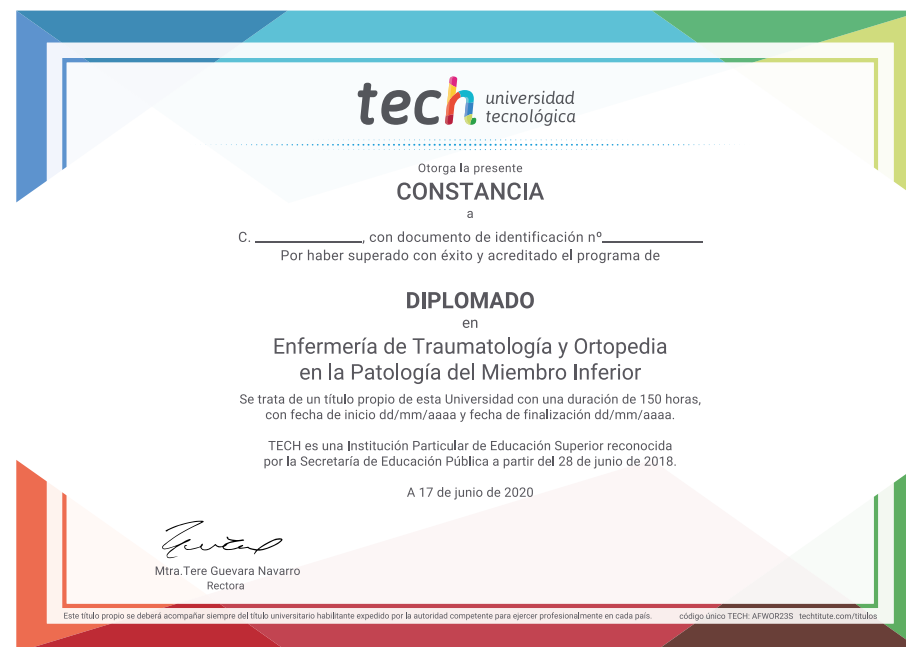 tech universidad
tecnológica
Otorga la presente
CONSTANCIA
a
C. ____________, con documento de identificación nº____________
Por haber superado con éxito y acreditado el programa de
DIPLOMADO
en
Enfermería de Traumatología y Ortopedia
en la Patología del Miembro Inferior
Se trata de un título propio de esta Universidad con una duración de 150 horas,
con fecha de inicio dd/mm/aaaa y fecha de finalización dd/mm/aaaa.
TECH es una Institución Particular de Educación Superior reconocida
por la Secretaría de Educación Pública a partir del 28 de junio de 2018.
A 17 de junio de 2020
Mtra.Tere Guevara Navarro
Rectora
Este título propio se deberá acompañar siempre del título universitario habilitante expedido por la autoridad competente para ejercer profesionalmente en cada país. código único TECH: AFWOR23S techtitute.com/titulos